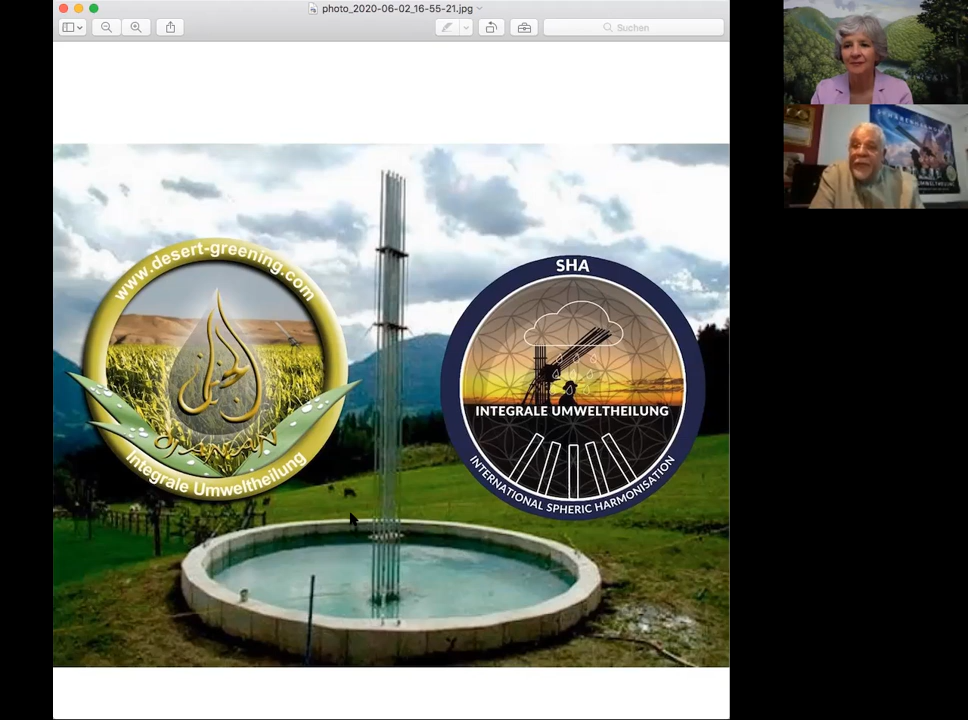 photo_2020-06-02_16-55-21.jpg
Suchen
www.desert-greening.com
Integrale Umweltheilung
SHA
INTEGRALE UMWELTHEILUNG
INTERNATIONAL SPHERIC HARMONISATION
UMWELTHEILUNG